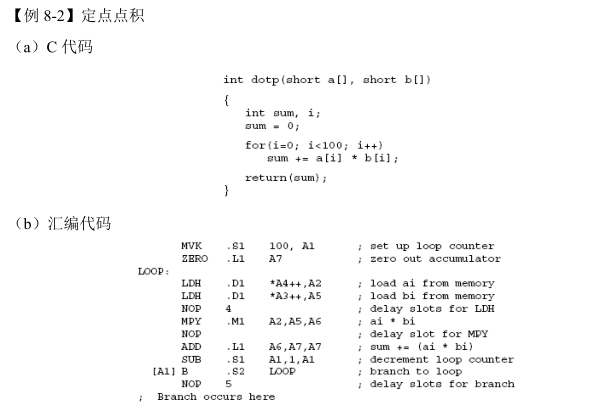 【例 8-2】定点点积
（a）C 代码
int dotp(short a[], short b[])
{
int sum, i;
sum = 0;
for(i=0; i<100; i++)
sum += a[i] * b[i];
return(sum);
}
（b）汇编代码
MVK .S1 100, A1 ; set up loop counter
ZERO .L1 A7 ; zero out accumulator
LOOP:
LDH .D1 *A4++,A2 ; load ai from memory
LDH .D1 *A3++,A5 ; load bi from memory
NOP 4 ; delay slots for LDH
MPY .M1 A2,A5,A6 ; ai * bi
NOP ; delay slot for MPY
ADD .L1 A6,A7,A7 ; sum += (ai * bi)
SUB .S1 A1,1,A1 ; decrement loop counter
[A1] B .S2 LOOP ; branch to loop
NOP 5 ; delay slots for branch
; Branch occurs here